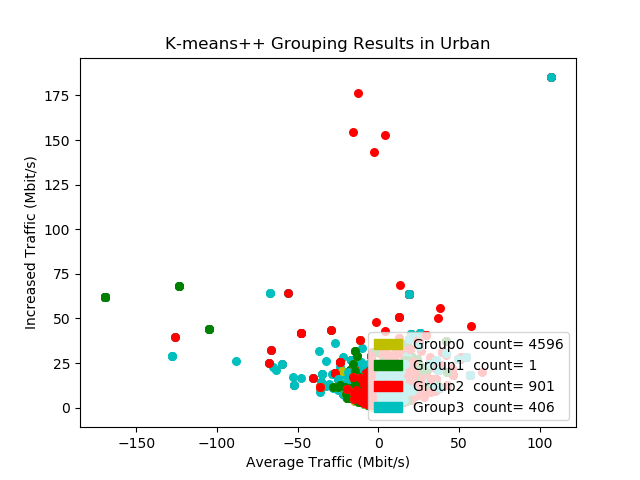 K-means++ Grouping Results in Urban
Increased Traffic (Mbit/s)
175
150
125
100
75
50
25
0
Group0 count= 4596
Group1 count= 1
Group2 count= 901
Group3 count= 406
−150
−100
−50
0
50
100
Average Traffic (Mbit/s)